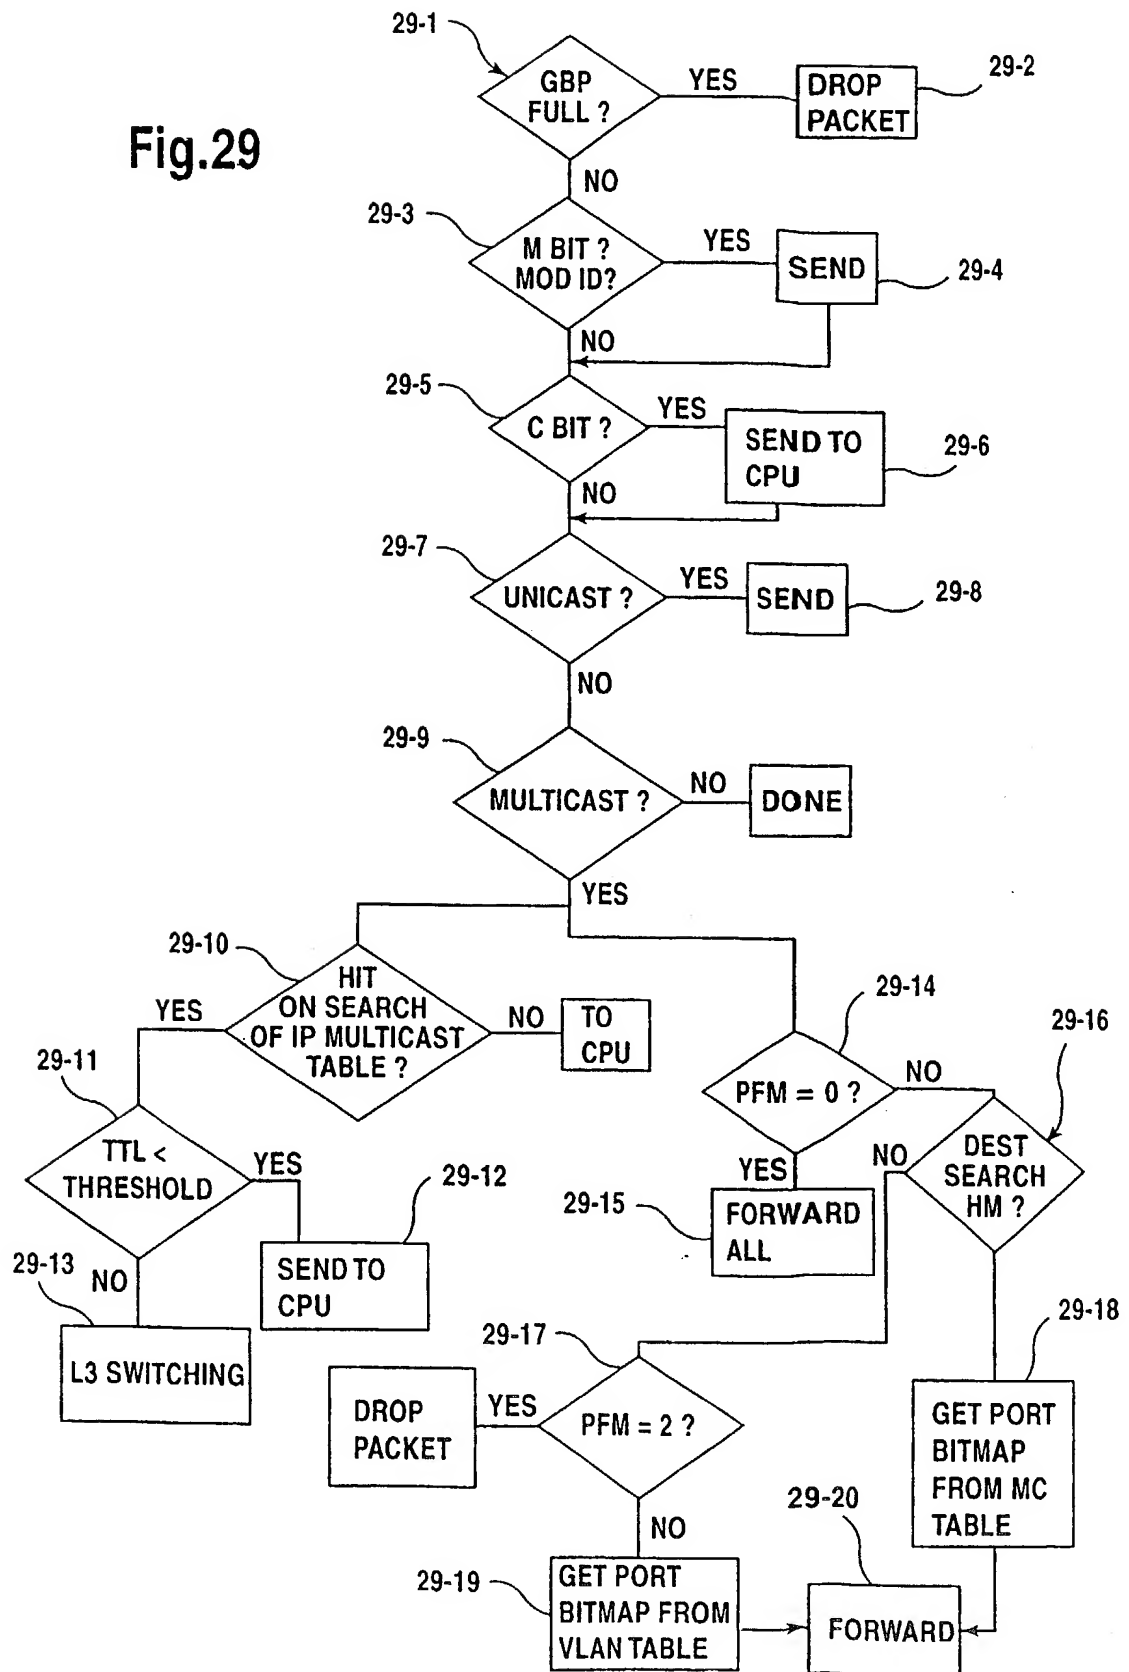 29-1
GBP
FULL ?
YES
DROP
PACKET
29-2
Fig.29
NO
29-3
M BIT ?
MOD ID?
YES
SEND
29-4
NO
29-5
C BIT ?
YES
SEND TO
CPU
29-6
NO
29-7
UNICAST ?
YES
SEND
29-8
NO
29-9
MULTICAST ?
NO
DONE
YES
29-10
HIT
ON SEARCH
OF IP MULTICAST
TABLE ?
YES
NO
TO
CPU
29-11
TTL <
THRESHOLD
YES
29-12
SEND TO
CPU
29-13
NO
L3 SWITCHING
29-14
PFM = 0 ?
NO
29-16
YES
29-15
FORWARD
ALL
NO
DEST
SEARCH
HM ?
29-17
PFM = 2 ?
YES
DROP
PACKET
NO
29-18
GET PORT
BITMAP
FROM MC
TABLE
29-19
GET PORT
BITMAP FROM
VLAN TABLE
29-20
FORWARD